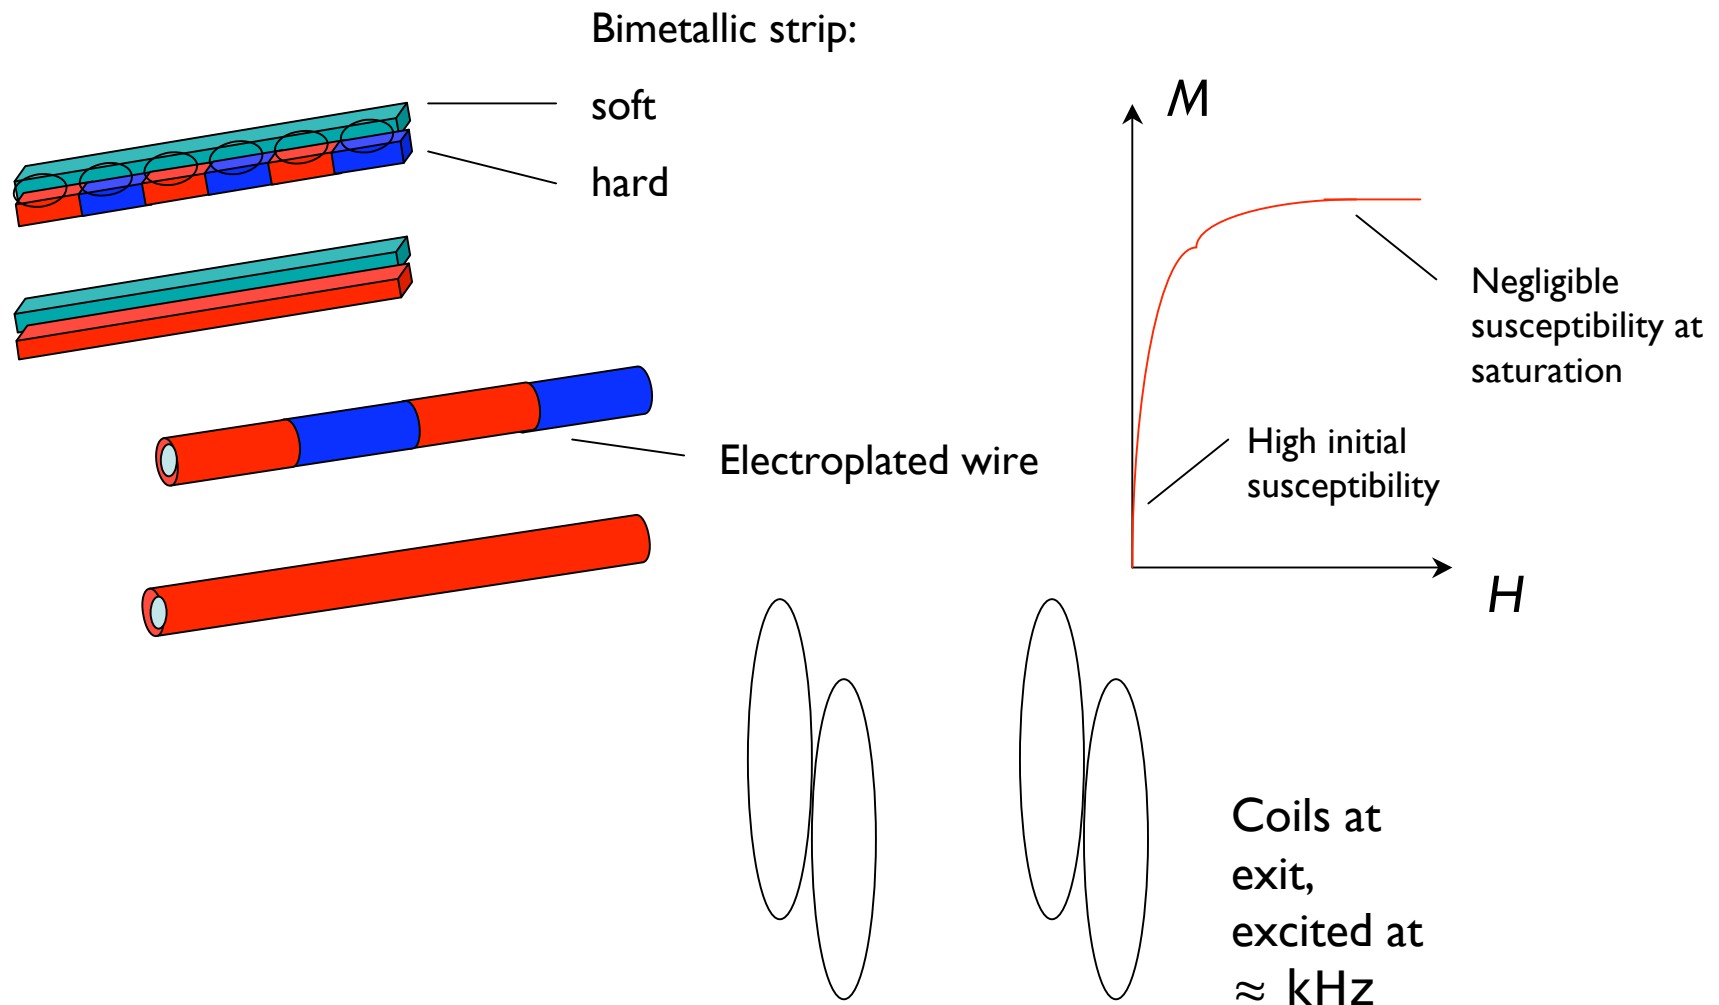 Bimetallic strip:
soft
hard
Electroplated wire
M
Negligible
susceptibility at
saturation
High initial
susceptibility
H
Coils at
exit,
excited at
≈ kHz